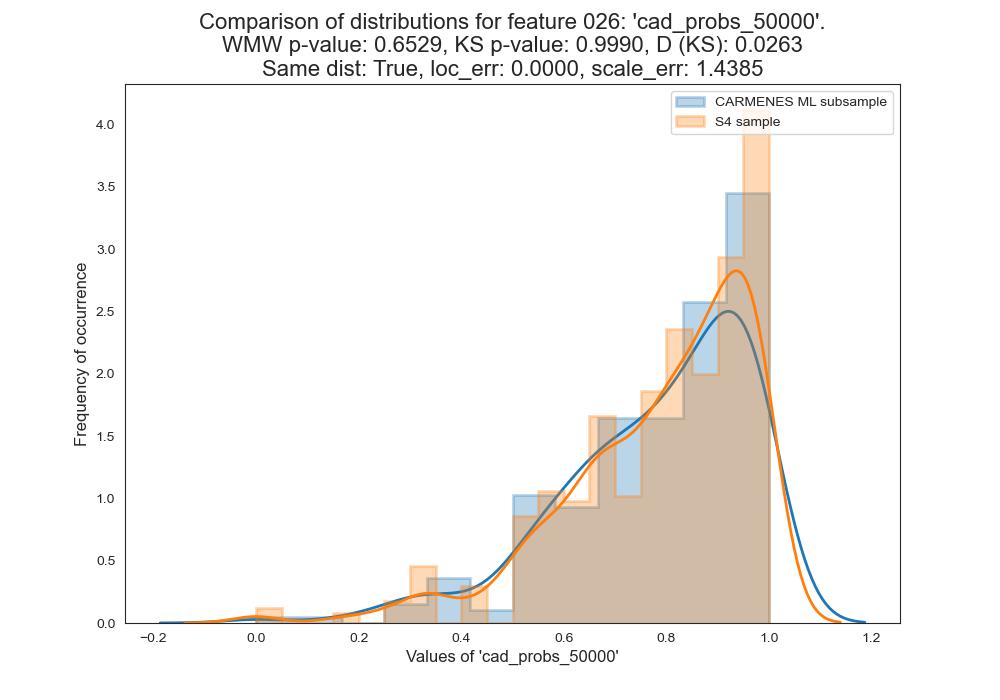 Comparison of distributions for feature 026: 'cad_probs_50000'.
WMW p-value: 0.6529, KS p-value: 0.9990, D (KS): 0.0263
Same dist: True, loc_err: 0.0000, scale_err: 1.4385
CARMENES ML subsample
S4 sample
Frequency of occurrence
4.0
3.5
3.0
2.5
2.0
1.5
1.0
0.5
0.0
−0.2 0.0 0.2 0.4 0.6 0.8 1.0 1.2
Values of 'cad_probs_50000'